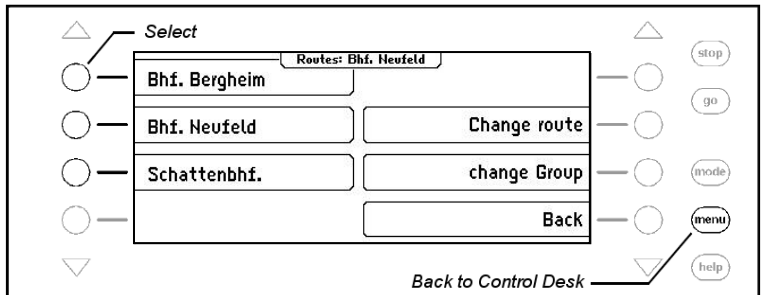 Select
Routes: Bhf. Neufeld
stop
Bhf. Bergheim
go
Bhf. Neufeld
Change route
Schattenbhf.
change Group
mode
Back
menu
help
Back to Control Desk